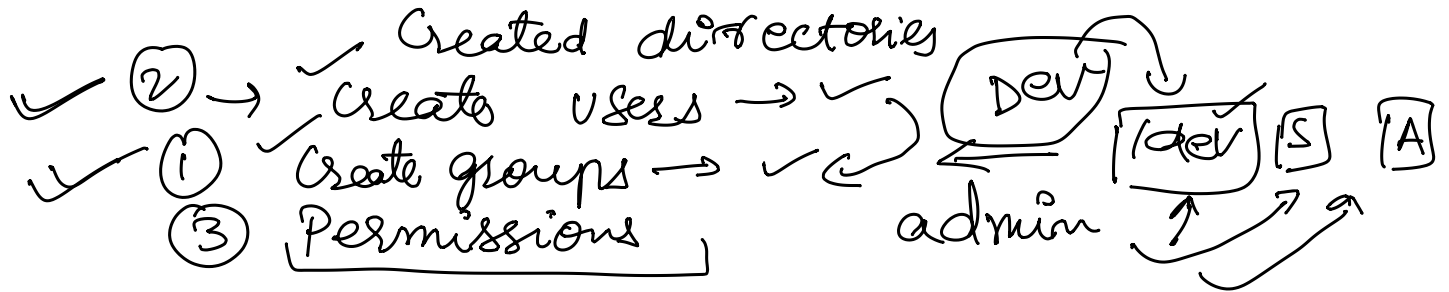 Created directories
2 → Create users → Dev
/dev S A
1 Create groups →
3 Permissions admin